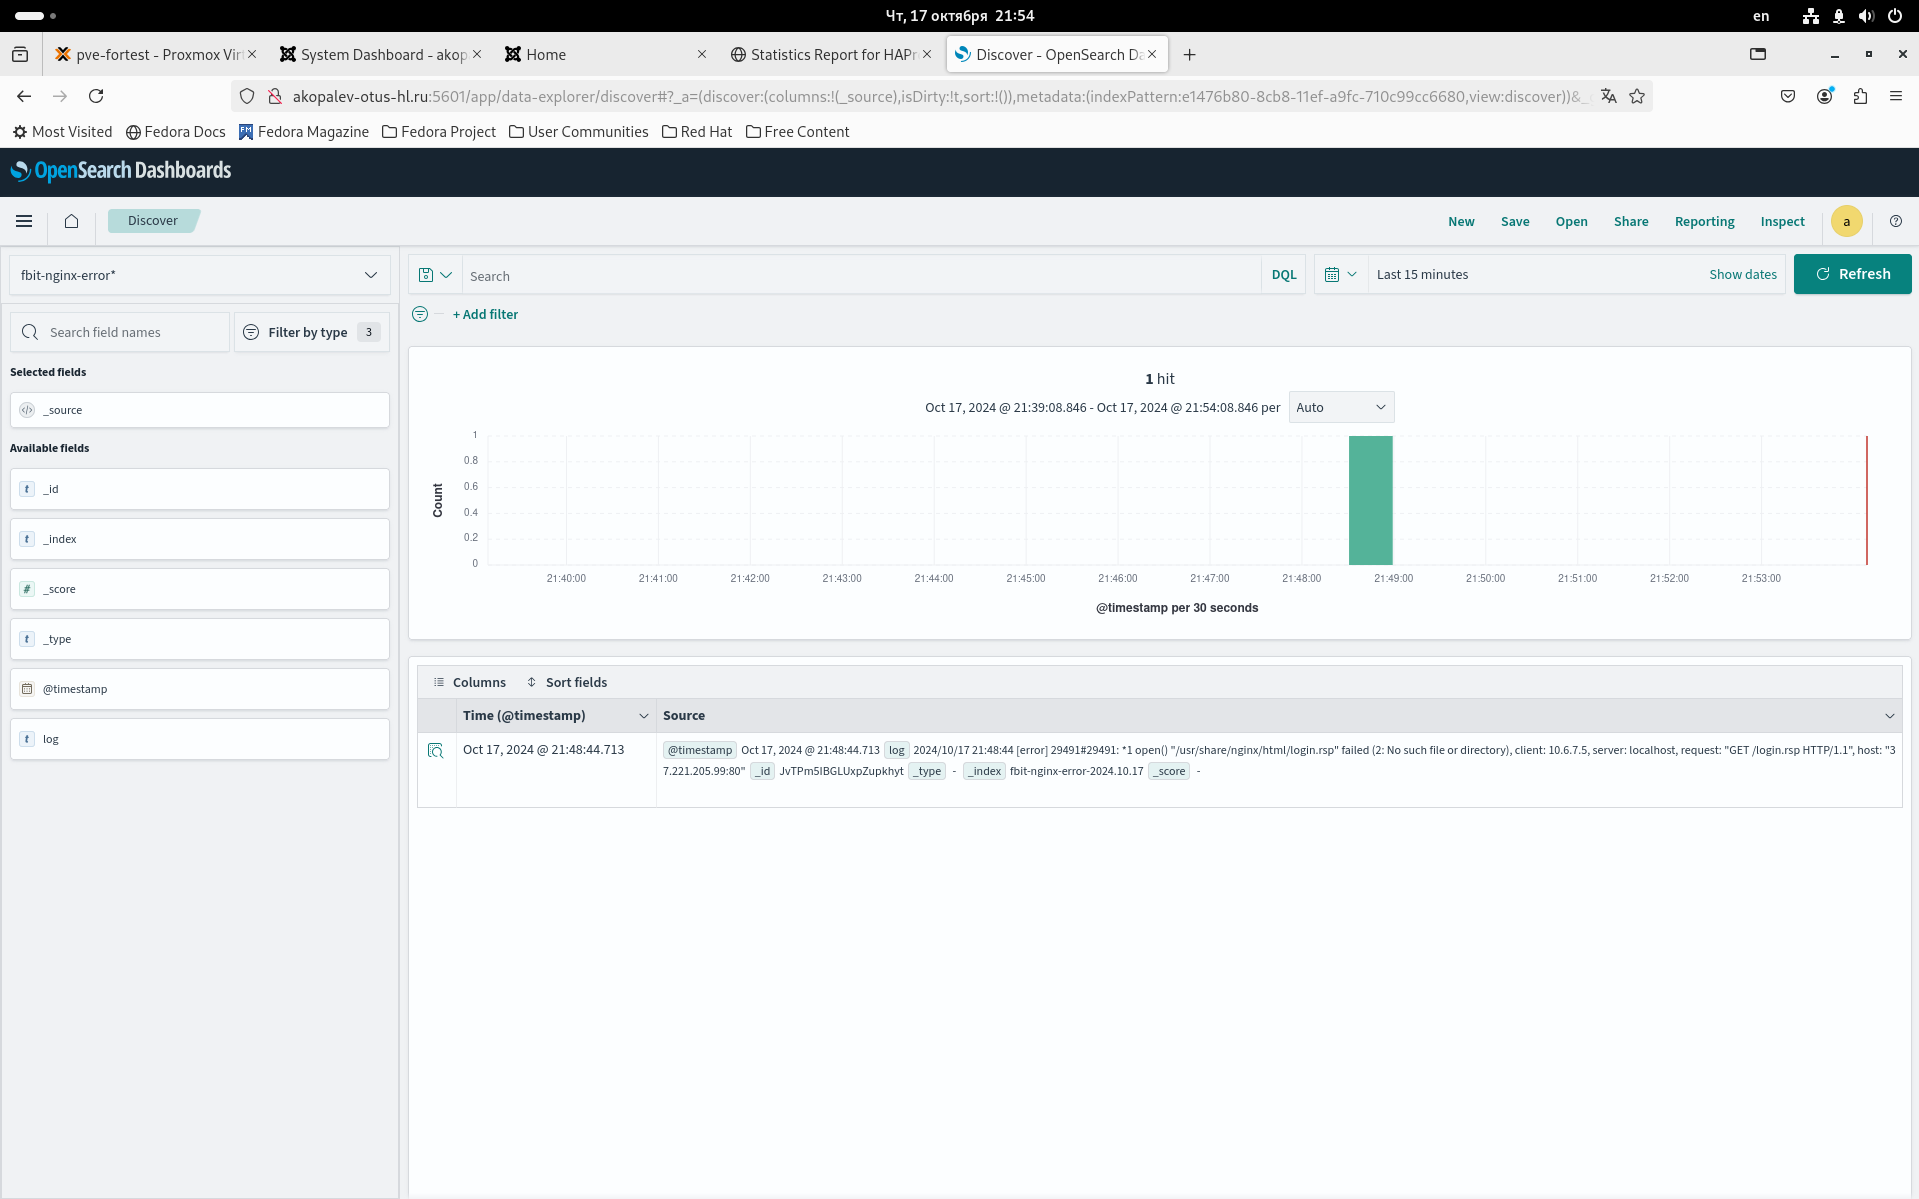 Чт, 17 октября 21:54
en
pve-fortest - Proxmox Vir
System Dashboard - akop
Home
Statistics Report for HAPr
Discover - OpenSearch Da
akopalev-otus-hl.ru:5601/app/data-explorer/discover#?_a=(discover:(columns:!(_source),isDirty:!t,sort:!()),metadata:(indexPattern:e1476b80-8cb8-11ef-a9fc-710c99cc6680,view:discover))&_
Most Visited
Fedora Docs
Fedora Magazine
Fedora Project
User Communities
Red Hat
Free Content
OpenSearch Dashboards
Discover
New
Save
Open
Share
Reporting
Inspect
a
fbit-nginx-error*
Search
DQL
Last 15 minutes
Show dates
Refresh
+ Add filter
Search field names
Filter by type 3
Selected fields
_source
Available fields
t _id
t _index
# _score
t _type
@timestamp
t log
1 hit
Oct 17, 2024 @ 21:39:08.846 - Oct 17, 2024 @ 21:54:08.846 per Auto
Count
1
0.8
0.6
0.4
0.2
0
21:40:00 21:41:00 21:42:00 21:43:00 21:44:00 21:45:00 21:46:00 21:47:00 21:48:00 21:49:00 21:50:00 21:51:00 21:52:00 21:53:00
@timestamp per 30 seconds
Columns
Sort fields
Time (@timestamp)
Source
Oct 17, 2024 @ 21:48:44.713
@timestamp Oct 17, 2024 @ 21:48:44.713 log 2024/10/17 21:48:44 [error] 29491#29491: *1 open() "/usr/share/nginx/html/login.rsp" failed (2: No such file or directory), client: 10.6.7.5, server: localhost, request: "GET /login.rsp HTTP/1.1", host: "3
7.221.205.99:80" _id JvTPm5IBGLUxpZupkhyt _type - _index fbit-nginx-error-2024.10.17 _score -